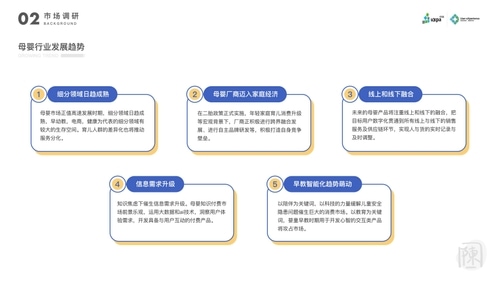 02 市场调研
BACKGROUND
母婴行业发展趋势
1 细分领域日趋成熟
母婴市场正值高速发展时期，细分领域日趋成
熟，早幼教、电商、健康为代表的细分领域有
较大的生存空间。育儿人群的差异化也将推动
服务分化。
2 母婴厂商迈入家庭经济
在二胎政策正式实施、年轻家庭育儿消费升级
等宏观背景下，厂商正积极进行跨界融合发
展，进行自主品牌研发等，积极打造自身竞争
壁垒。
3 线上和线下融合
未来的母婴产品将注重线上和线下的融合，把
目标用户数字化贯通到所有线上与线下的销售
服务及供应链环节，实现人与货的实时记录与
及时调整。
4 信息需求升级
知识焦虑下催生信息需求升级。母婴知识付费市
场前景乐观，运用大数据和ai技术，洞察用户体
验需求，开发具备与用户互动的付费产品。
5 早教智能化趋势萌动
以陪伴为关键词，以科技的力量缓解儿童安全
隐患问题催生巨大的消费市场。以教育为关键
词，婴童早教时期用于开发心智的交互类产品
将攻占市场。